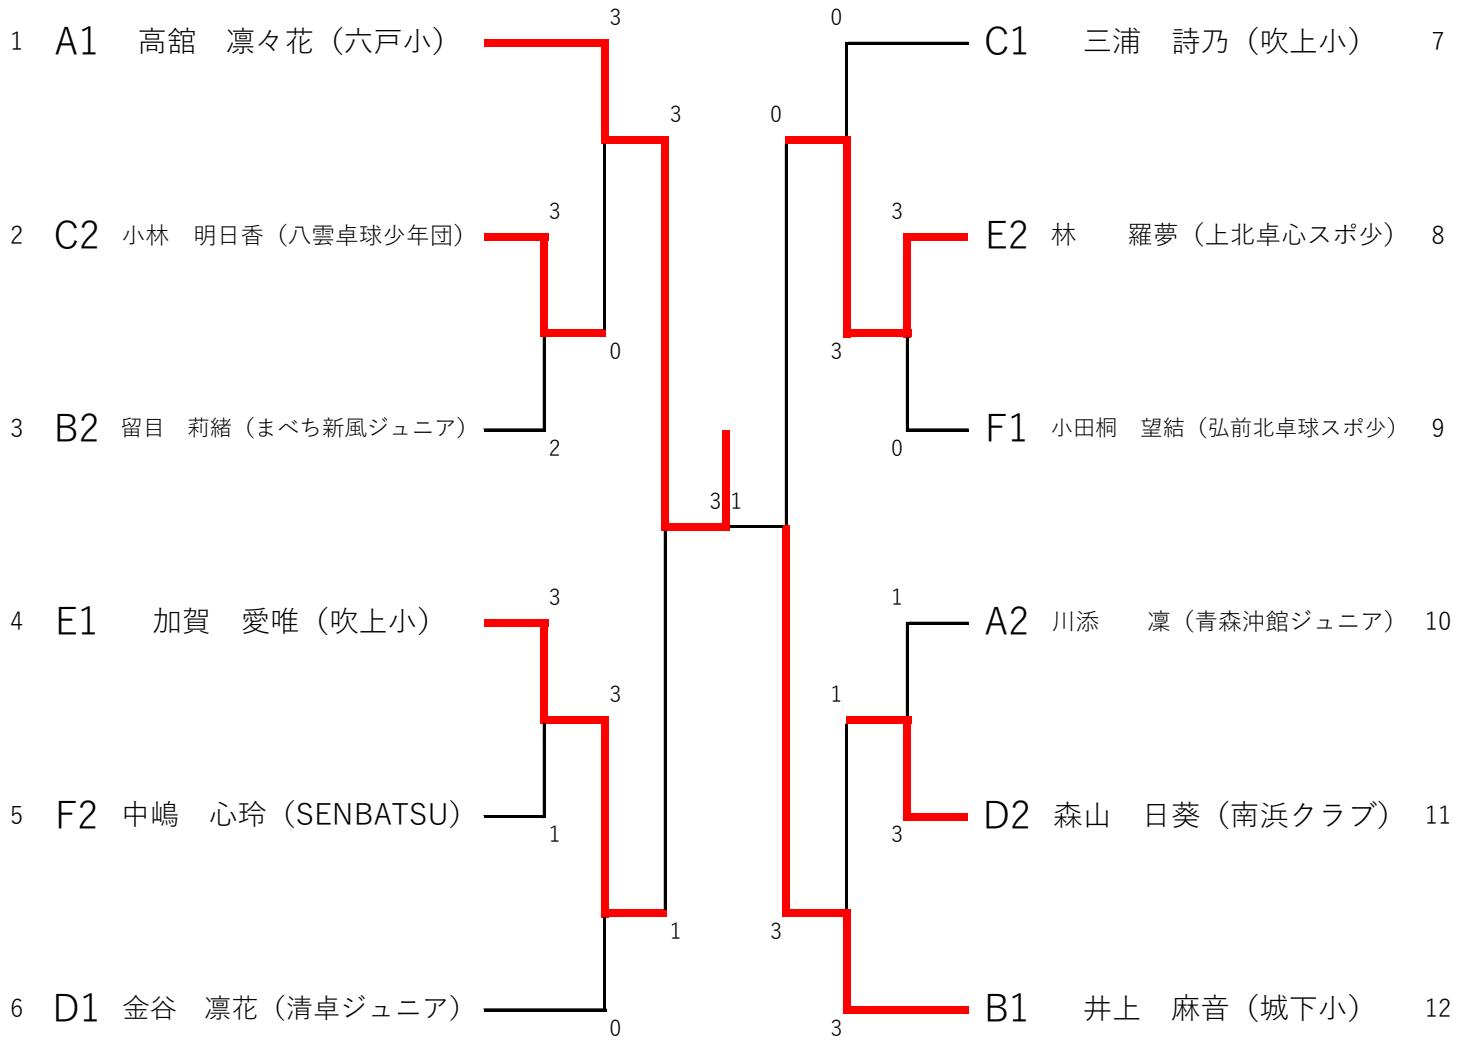 3
0
1 A1 高舘　凛々花（六戸小）
C1 三浦　詩乃（吹上小） 7
3
0
3
3
2 C2 小林　明日香（八雲卓球少年団）
E2 林　　羅夢（上北卓心スポ少） 8
0
3
3 B2 留目　莉緒（まべち新風ジュニア）
F1 小田桐　望結（弘前北卓球スポ少） 9
2
0
3 1
3
1
4 E1 加賀　愛唯（吹上小）
A2 川添　　凜（青森沖館ジュニア） 10
3
1
5 F2 中嶋　心玲（SENBATSU）
D2 森山　日葵（南浜クラブ） 11
1
3
1
3
6 D1 金谷　凛花（清卓ジュニア）
B1 井上　麻音（城下小） 12
0
3